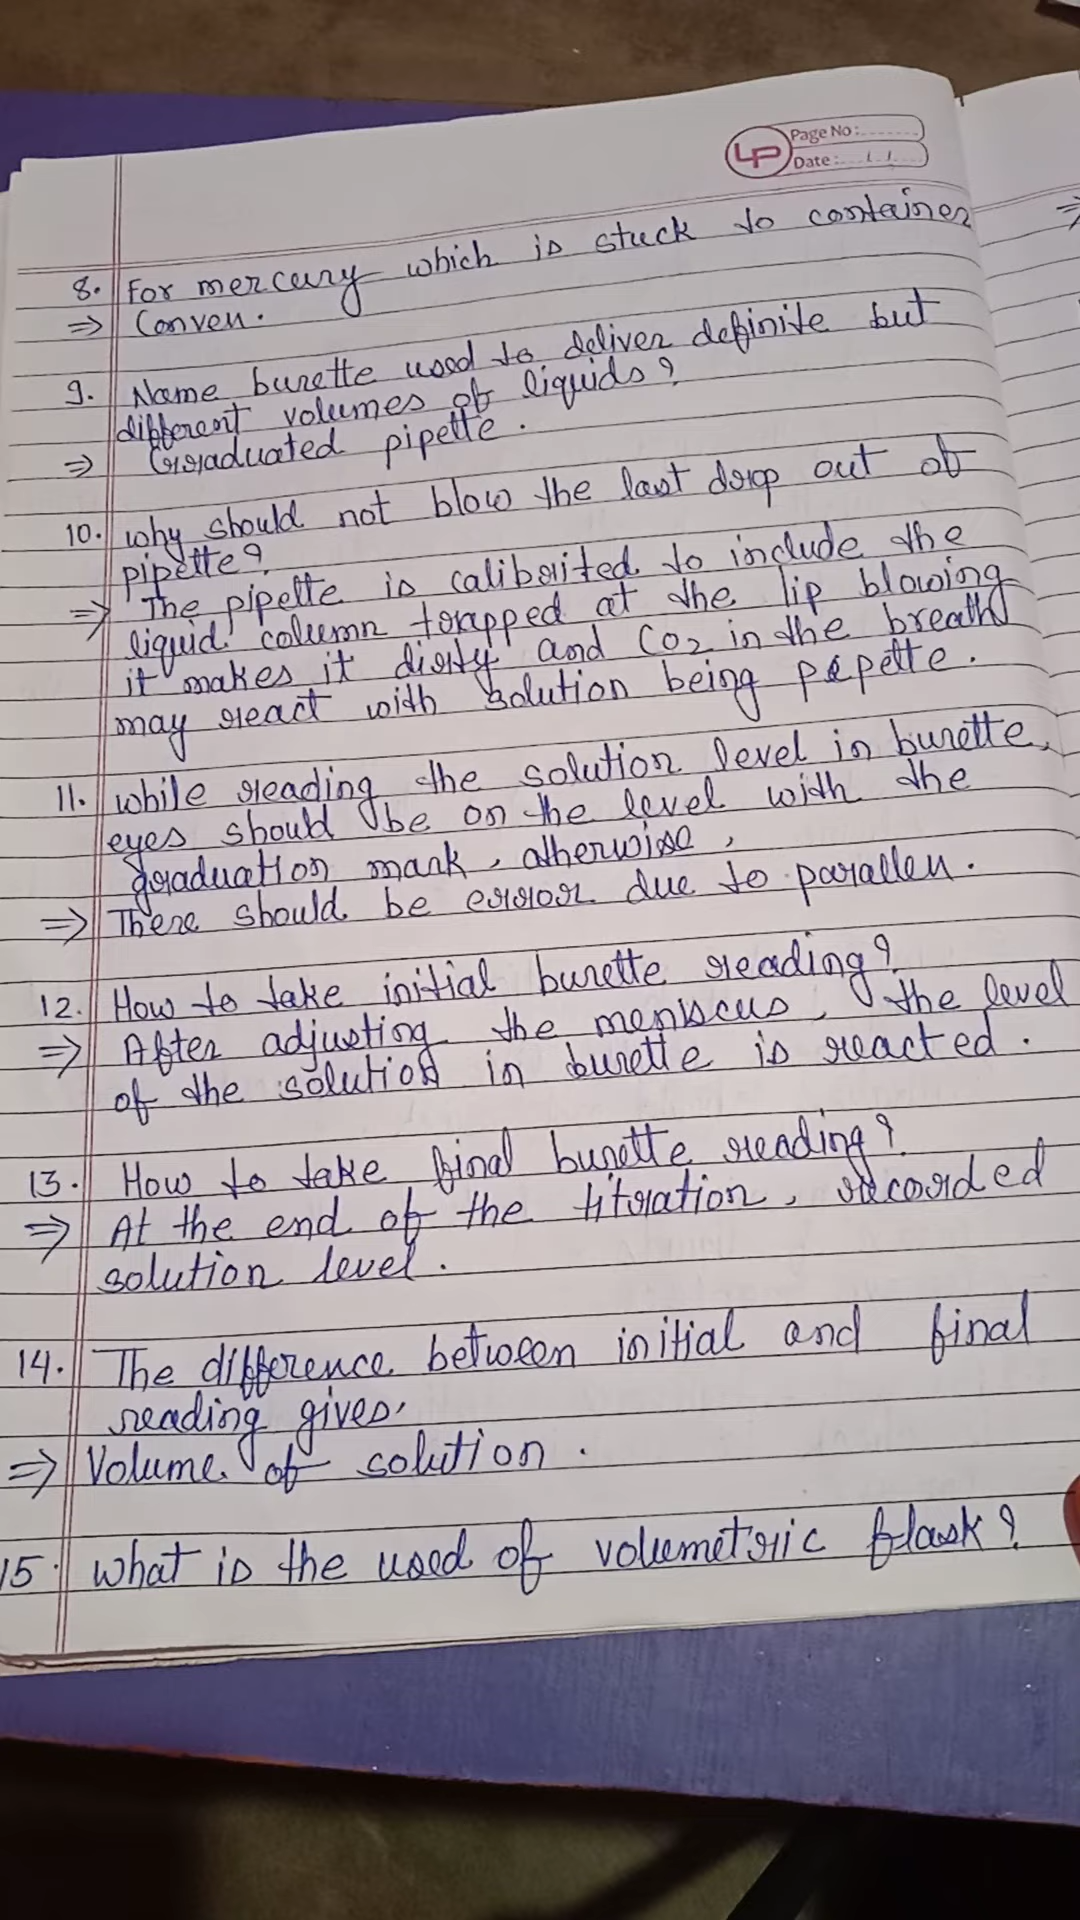 LP
Page No:
Date:
8. For mercury which is stuck to container
⇒ Conven.
9. Name burette used to deliver definite but
different volumes of liquids?
⇒ Graduated pipette.
10. why should not blow the last drop out of
pipette?
⇒ The pipette is calibarited to include the
liquid column trapped at the lip blowing
it makes it dirty and CO2 in the breath
may react with solution being pipette.
11. while reading the solution level in burette,
eyes should be on the level with the
graduation mark, otherwise,
⇒ There should be error due to parallen.
12. How to take initial burette reading?
⇒ After adjusting the meniscus, the level
of the solution in burette is reacted.
13. How to take final burette reading?
⇒ At the end of the titration, recorded
solution level.
14. The difference between initial and final
reading gives,
⇒ Volume of solution.
15. what is the used of volumetric flask?